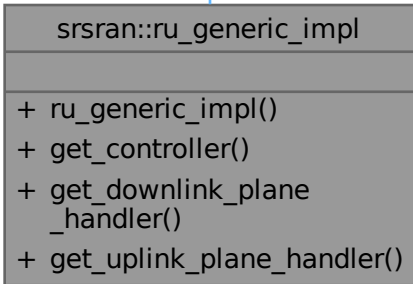 srsran::ru_generic_impl
+ ru_generic_impl()
+ get_controller()
+ get_downlink_plane
_handler()
+ get_uplink_plane_handler()